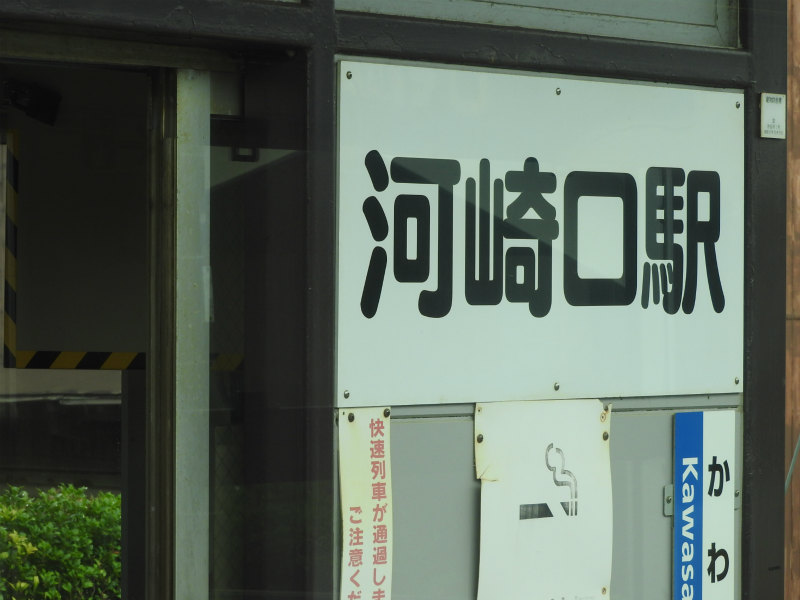 河崎口駅
快速列車が通過しま
ご注意くだ
かわ
Kawasa